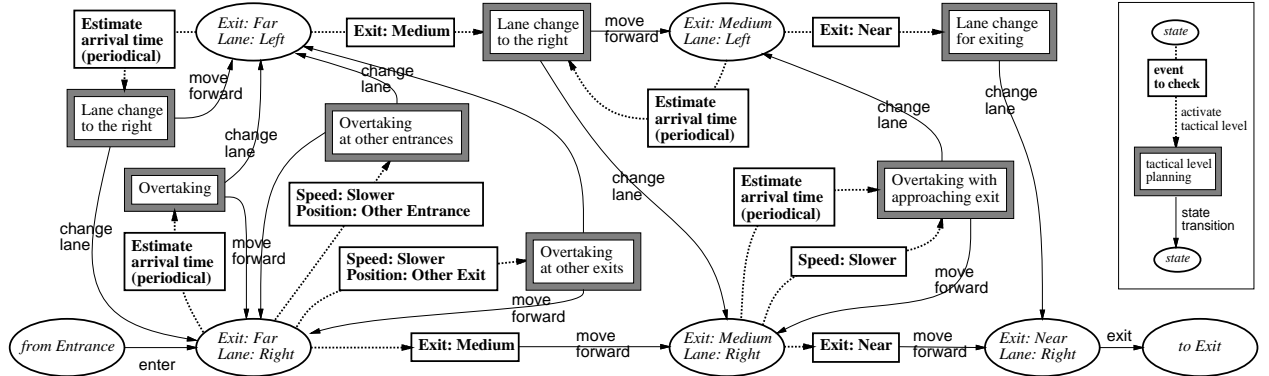 Estimate
arrival time
(periodical)
Exit: Far
Lane: Left
Exit: Medium
Lane change
to the right
move
forward
Exit: Medium
Lane: Left
Exit: Near
Lane change
for exiting
state
event
to check
activate
tactical level
tactical level
planning
state
transition
state
Lane change
to the right
move
forward
change
lane
Overtaking
at other entrances
Estimate
arrival time
(periodical)
change
lane
change
lane
change
lane
Overtaking
Speed: Slower
Position: Other Entrance
change
lane
Estimate
arrival time
(periodical)
Overtaking with
approaching exit
change
lane
Estimate
arrival time
(periodical)
move
forward
Speed: Slower
Position: Other Exit
Overtaking
at other exits
Speed: Slower
move
forward
move
forward
from Entrance
enter
Exit: Far
Lane: Right
Exit: Medium
move
forward
Exit: Medium
Lane: Right
Exit: Near
move
forward
Exit: Near
Lane: Right
exit
to Exit